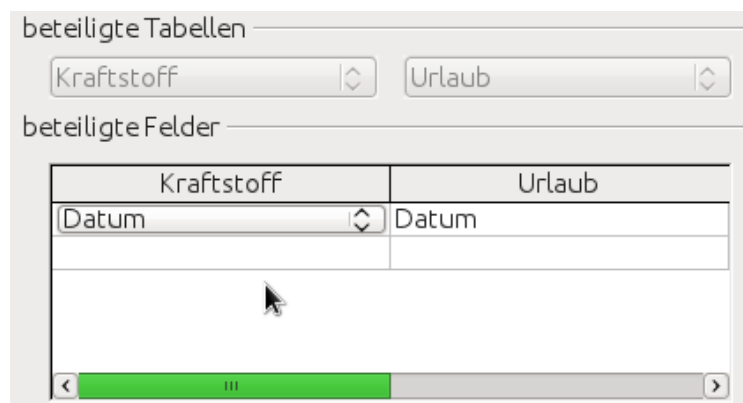 beteiligte Tabellen
Kraftstoff Urlaub
beteiligte Felder
Kraftstoff Urlaub
Datum Datum